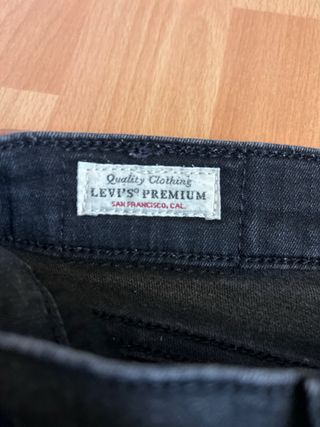 Quality Clothing
LEVI'S® PREMIUM
SAN FRANCISCO, CAL.